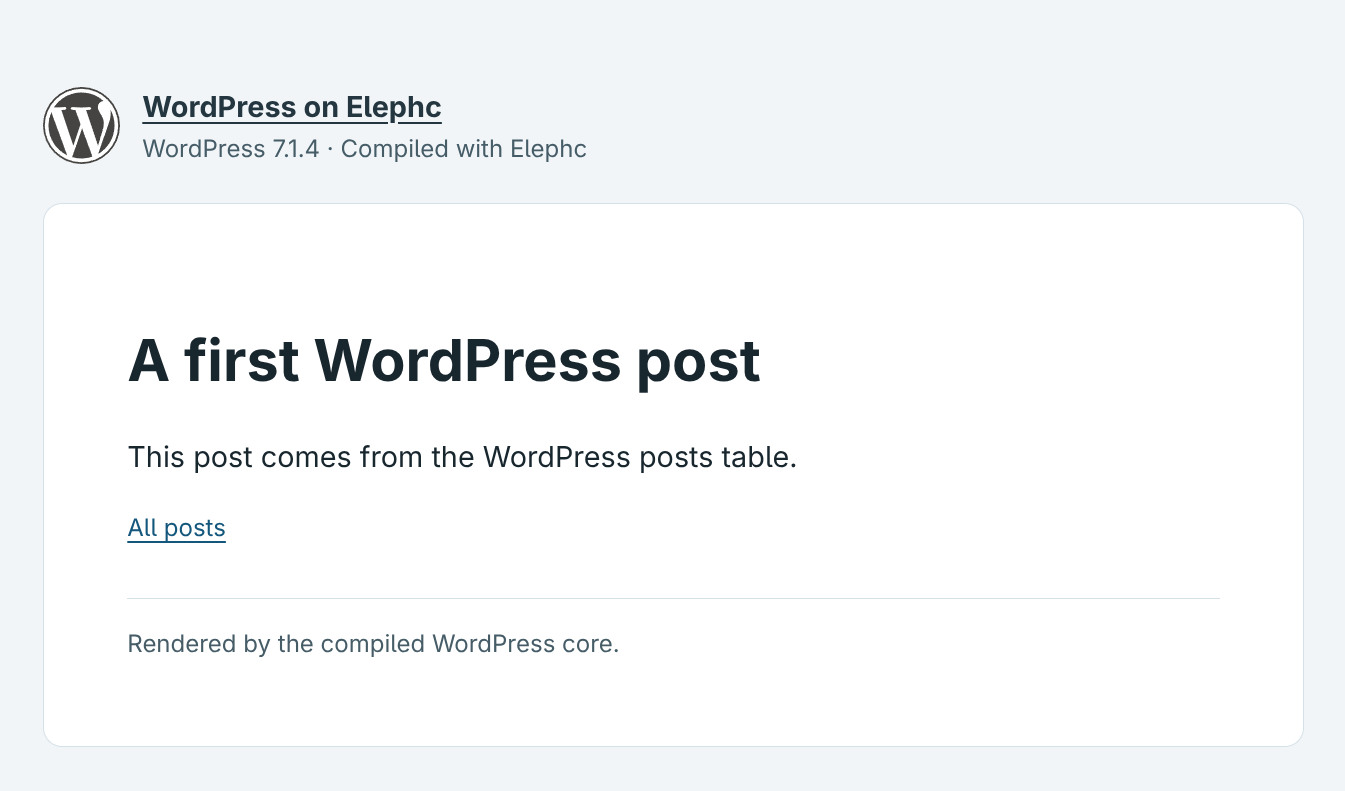 WordPress on Elephc
WordPress 7.1.4 · Compiled with Elephc
A first WordPress post
This post comes from the WordPress posts table.
All posts
Rendered by the compiled WordPress core.